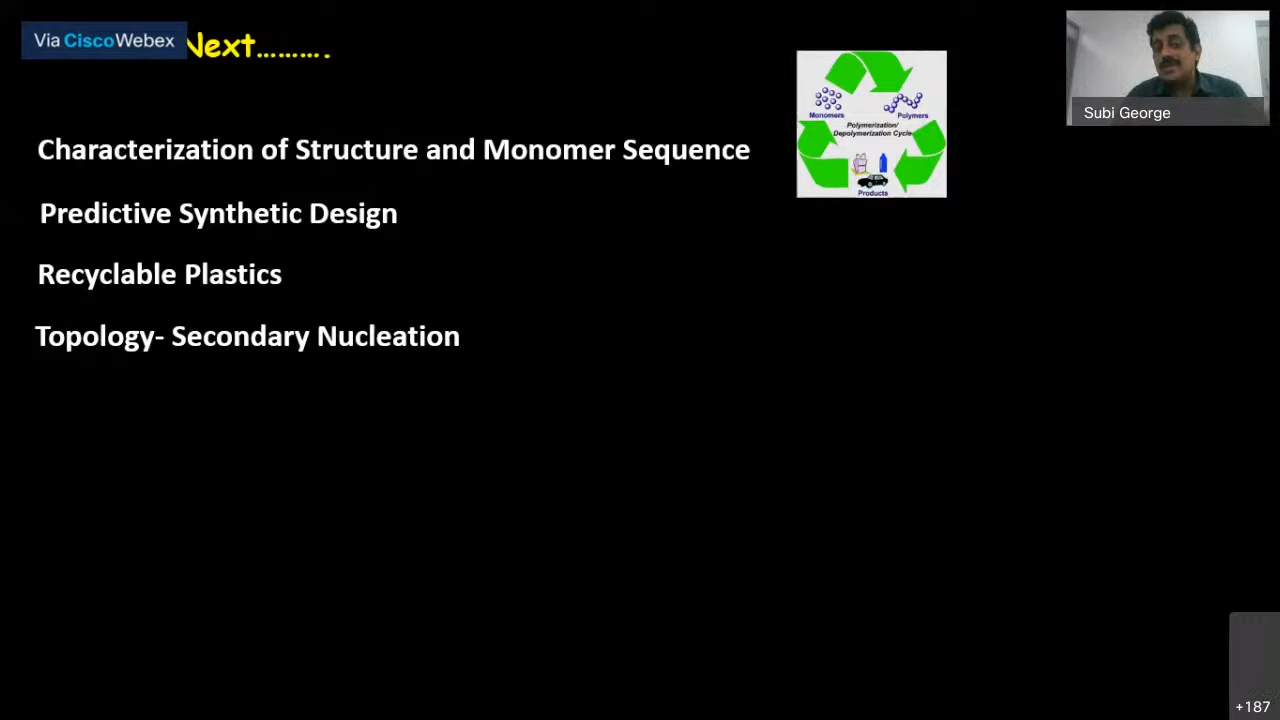 Via Cisco Webex
Next..........
Monomers
Polymers
Polymerization/
Depolymerization Cycle
Products
Subi George
Characterization of Structure and Monomer Sequence
Predictive Synthetic Design
Recyclable Plastics
Topology- Secondary Nucleation
+187